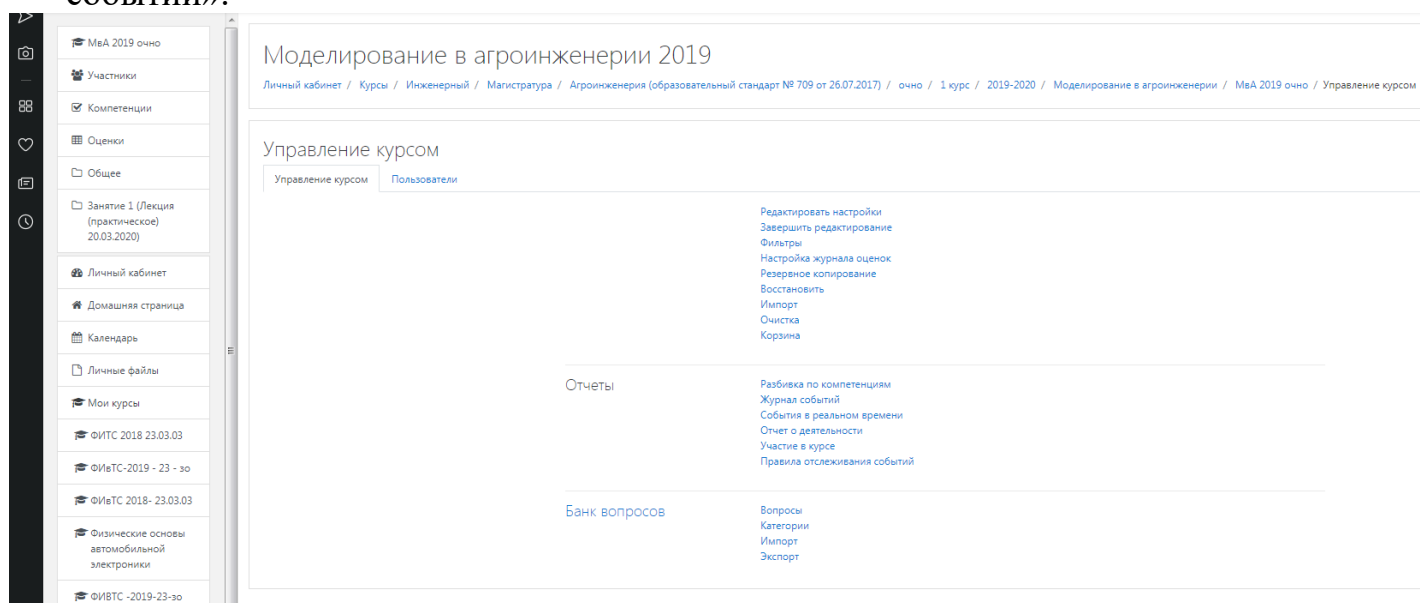 событий».
МвА 2019 очно
Участники
Компетенции
Оценки
Общее
Занятие 1 (Лекция
(практическое)
20.03.2020)
Личный кабинет
Домашняя страница
Календарь
Личные файлы
Мои курсы
ФИТС 2018 23.03.03
ФИвТС-2019 - 23 - зо
ФИвТС 2018- 23.03.03
Физические основы
автомобильной
электроники
ФИВТС -2019-23-зо
Моделирование в агроинженерии 2019
Личный кабинет / Курсы / Инженерный / Магистратура / Агроинженерия (образовательный стандарт № 709 от 26.07.2017) / очно / 1 курс / 2019-2020 / Моделирование в агроинженерии / МвА 2019 очно / Управление курсом
Управление курсом
Управление курсом Пользователи
Редактировать настройки
Завершить редактирование
Фильтры
Настройка журнала оценок
Резервное копирование
Восстановить
Импорт
Очистка
Корзина
Отчеты
Разбивка по компетенциям
Журнал событий
События в реальном времени
Отчет о деятельности
Участие в курсе
Правила отслеживания событий
Банк вопросов
Вопросы
Категории
Импорт
Экспорт